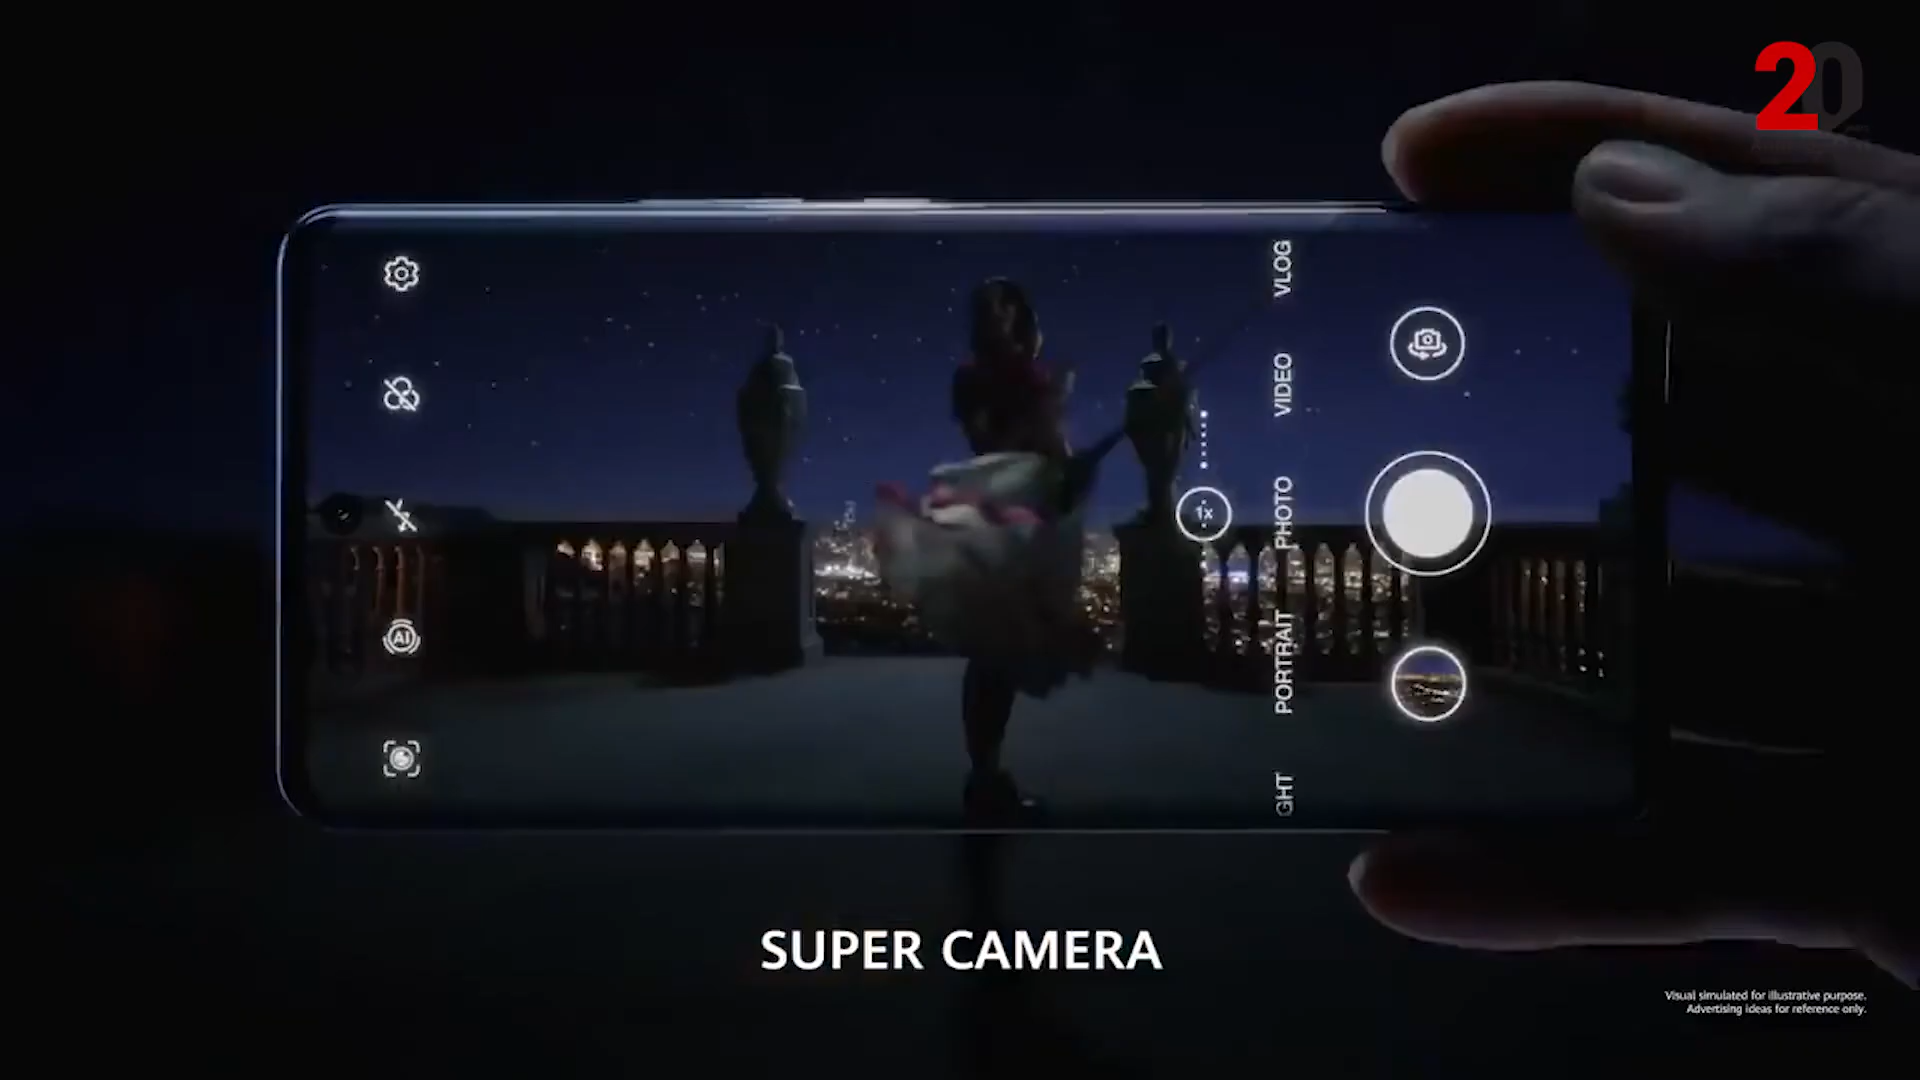 20
VLOG
VIDEO
PHOTO
PORTRAIT
GHT
1x
AI
SUPER CAMERA
Visual simulated for illustrative purpose.
Advertising ideas for reference only.